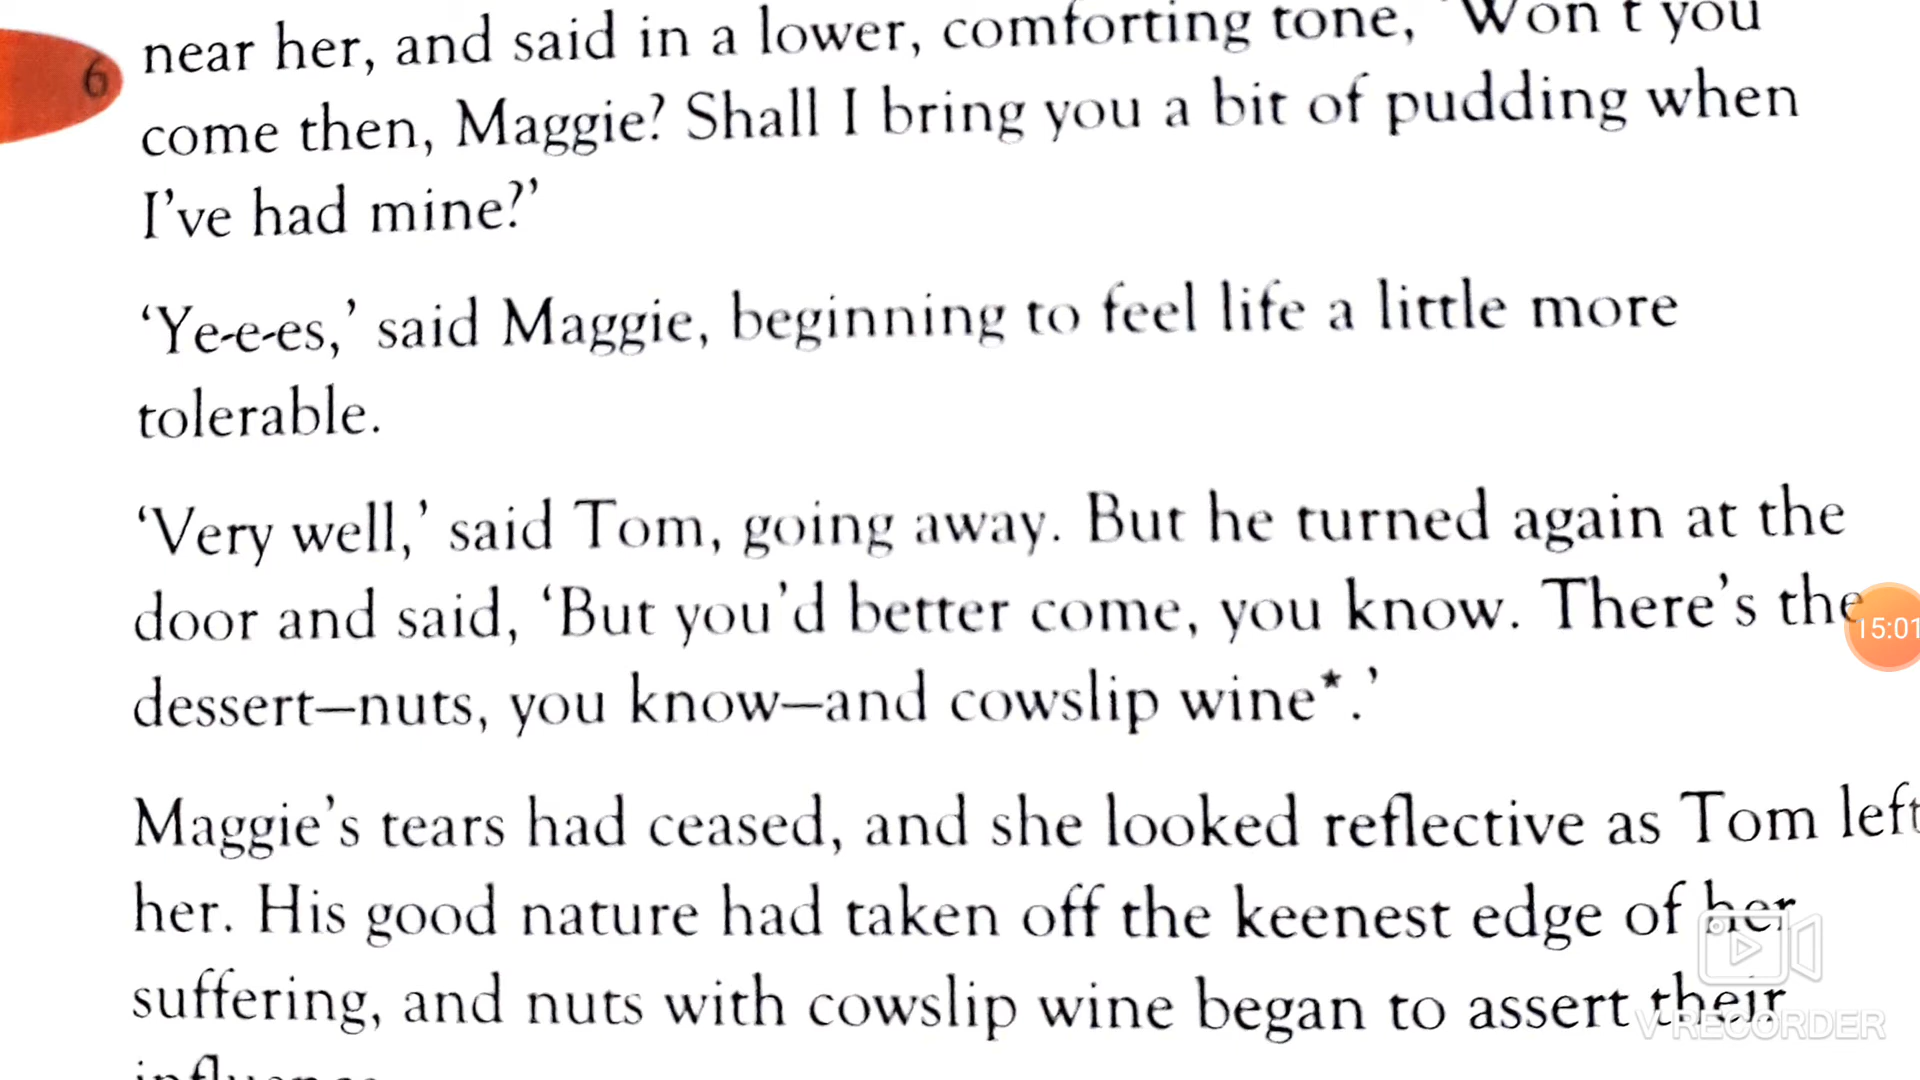 near her, and said in a lower, comforting tone, ‘Won’t you
6
come then, Maggie? Shall I bring you a bit of pudding when
I’ve had mine?’
‘Ye-e-es,’ said Maggie, beginning to feel life a little more
tolerable.
‘Very well,’ said Tom, going away. But he turned again at the
door and said, ‘But you’d better come, you know. There’s the
15:01
dessert—nuts, you know—and cowslip wine*.’
Maggie’s tears had ceased, and she looked reflective as Tom left
her. His good nature had taken off the keenest edge of her
suffering, and nuts with cowslip wine began to assert their
V RECORDER